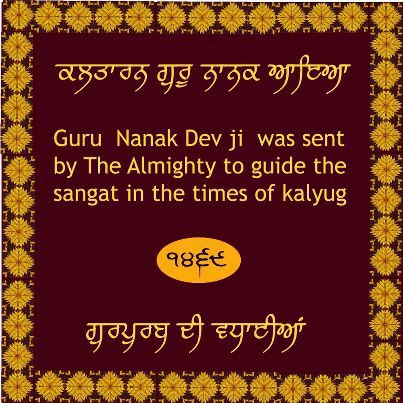 ਕਲਤਾਰਨ ਗੁਰੂ ਨਾਨਕ ਆਇਆ
Guru Nanak Dev ji was sent
by The Almighty to guide the
sangat in the times of kalyug
੧੪੬੯
ਗੁਰਪੁਰਬ ਦੀ ਵਧਾਈਆਂ